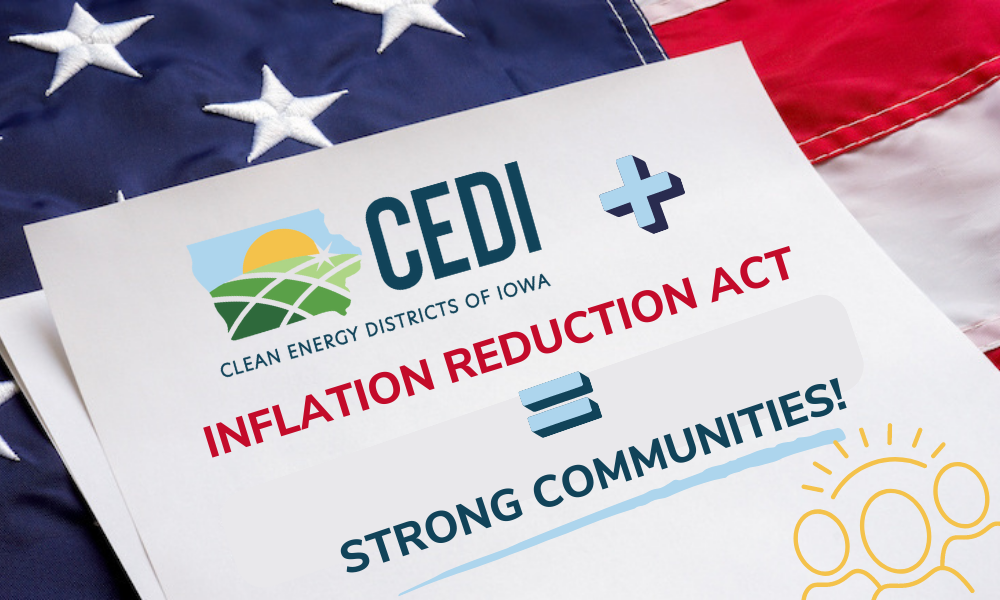 CEDI
CLEAN ENERGY DISTRICTS OF IOWA
+
INFLATION REDUCTION ACT
=
STRONG COMMUNITIES!